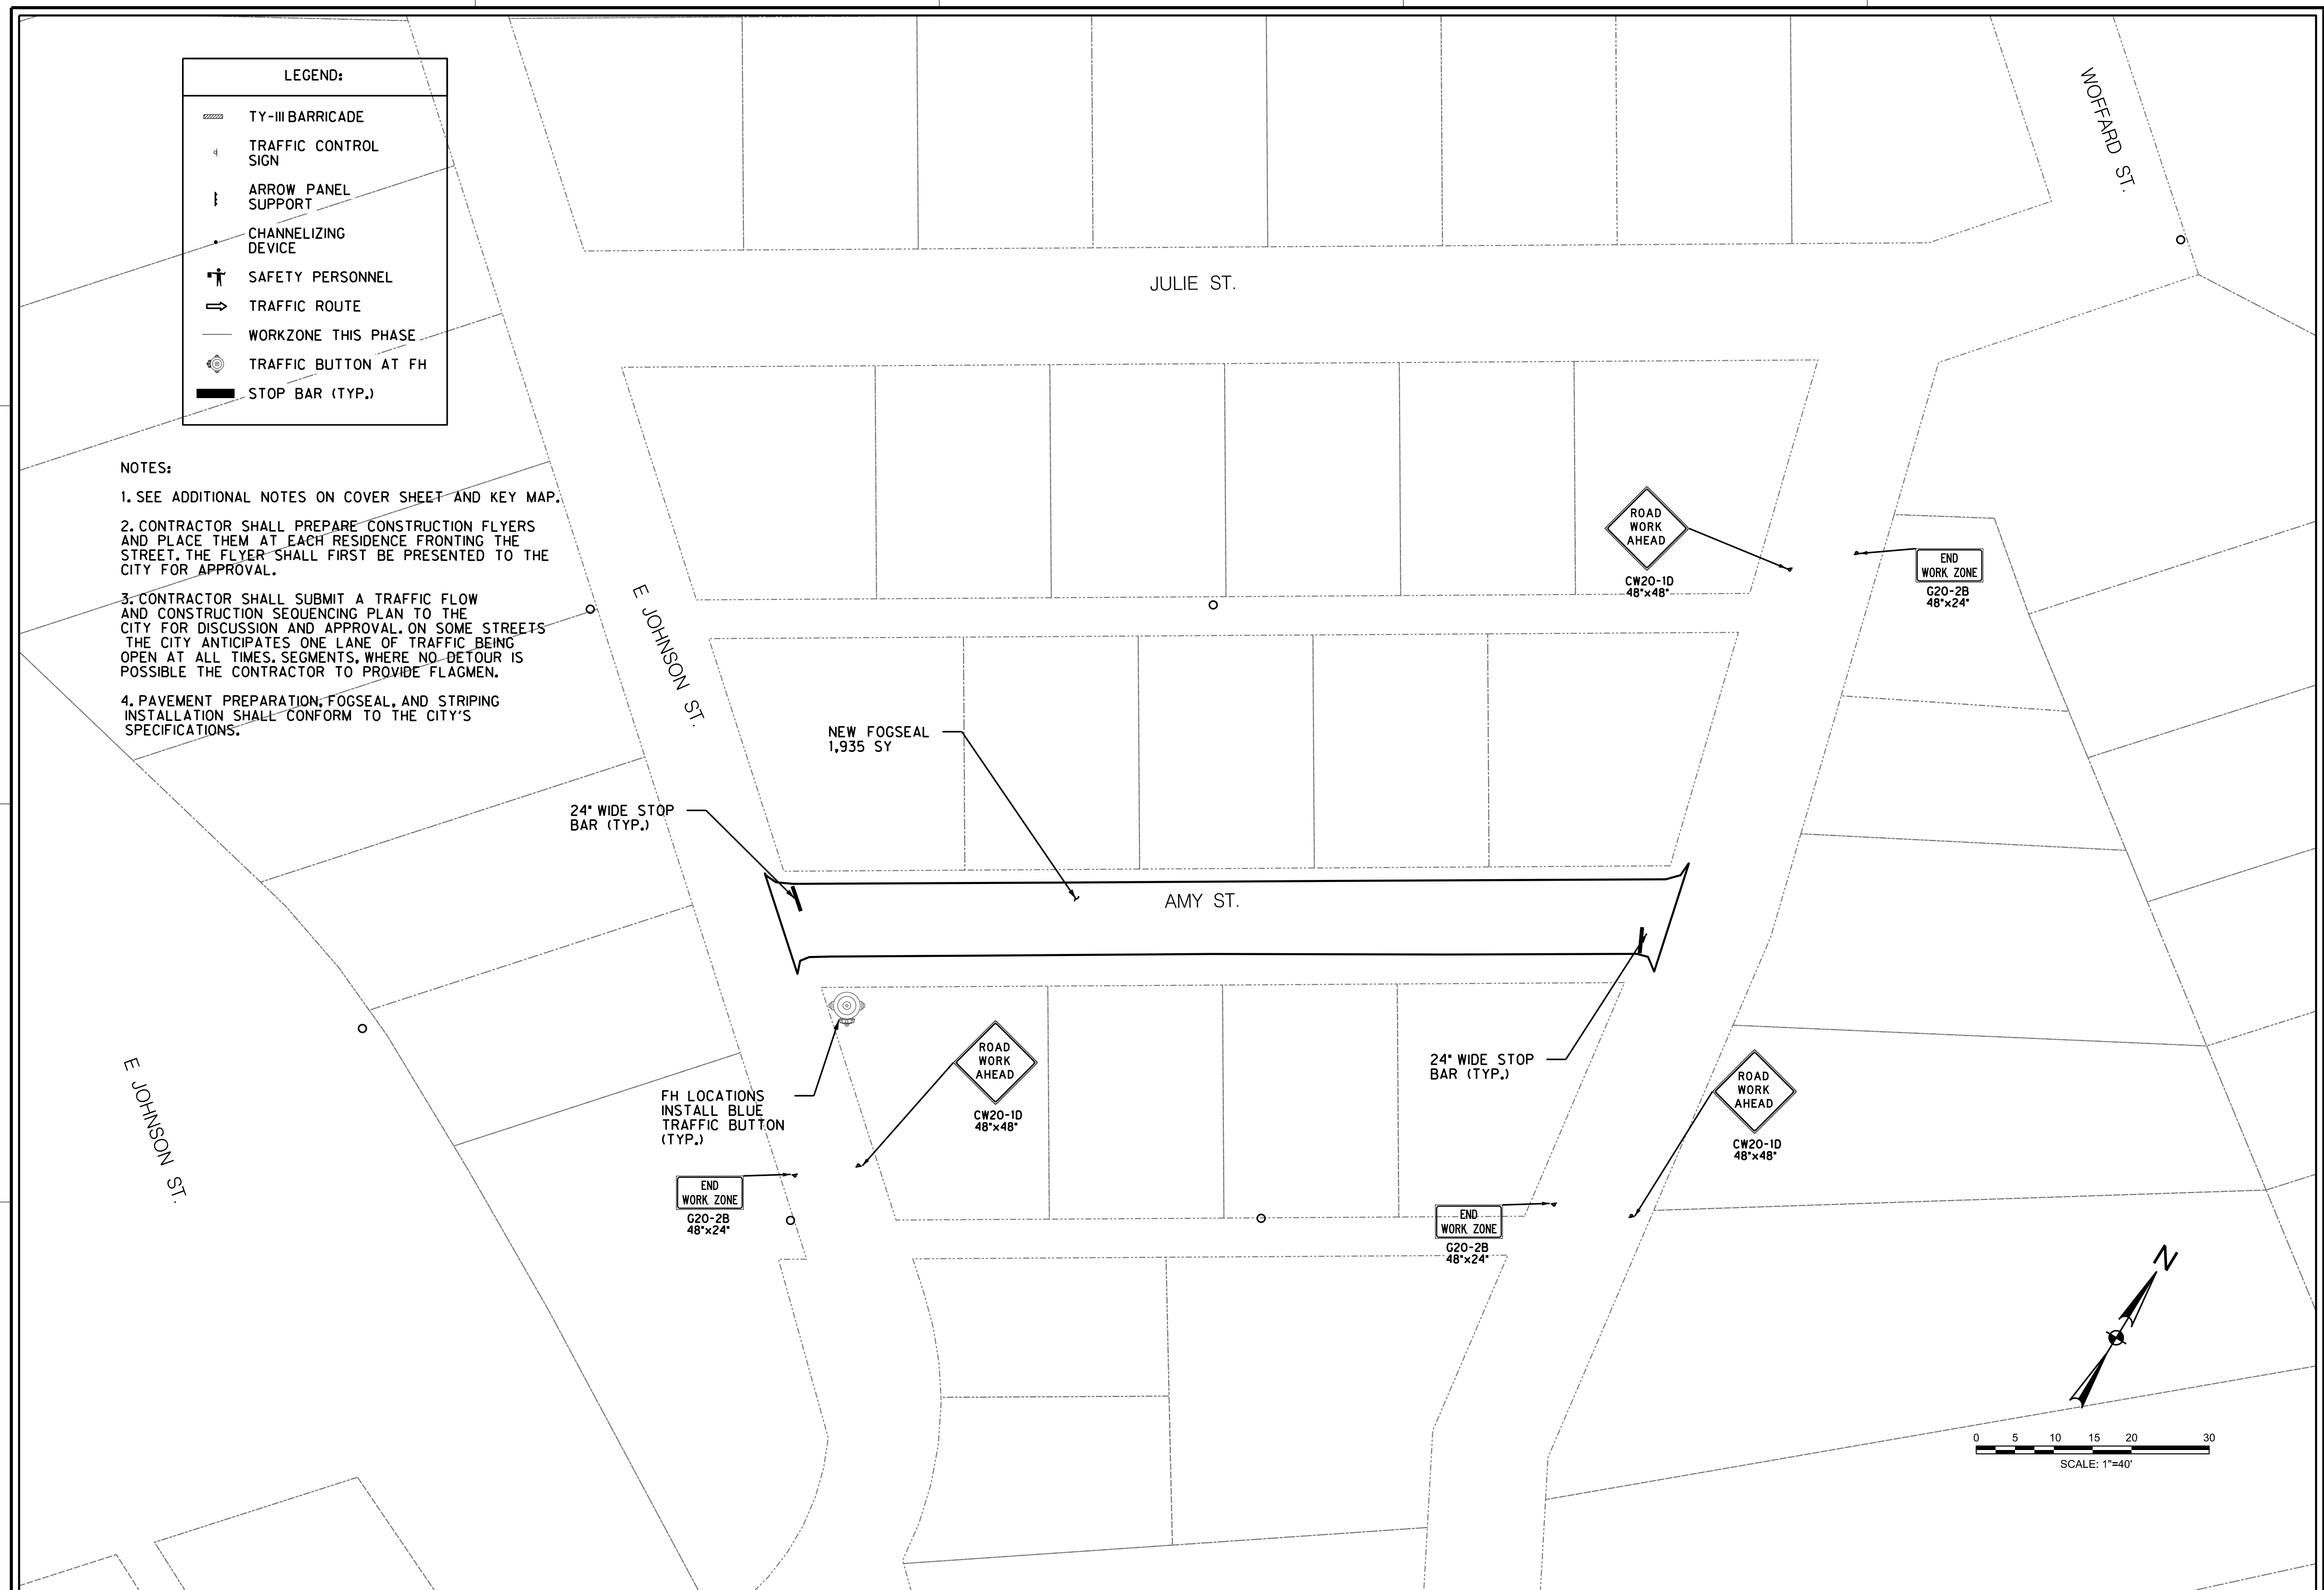 LEGEND:
TY-III BARRICADE
TRAFFIC CONTROL
SIGN
ARROW PANEL
SUPPORT
CHANNELIZING
DEVICE
SAFETY PERSONNEL
TRAFFIC ROUTE
WORKZONE THIS PHASE
TRAFFIC BUTTON AT FH
STOP BAR (TYP.)
NOTES:
1. SEE ADDITIONAL NOTES ON COVER SHEET AND KEY MAP.
2. CONTRACTOR SHALL PREPARE CONSTRUCTION FLYERS
AND PLACE THEM AT EACH RESIDENCE FRONTING THE
STREET. THE FLYER SHALL FIRST BE PRESENTED TO THE
CITY FOR APPROVAL.
3. CONTRACTOR SHALL SUBMIT A TRAFFIC FLOW
AND CONSTRUCTION SEQUENCING PLAN TO THE
CITY FOR DISCUSSION AND APPROVAL. ON SOME STREETS
THE CITY ANTICIPATES ONE LANE OF TRAFFIC BEING
OPEN AT ALL TIMES. SEGMENTS, WHERE NO DETOUR IS
POSSIBLE THE CONTRACTOR TO PROVIDE FLAGMEN.
4. PAVEMENT PREPARATION, FOGSEAL, AND STRIPING
INSTALLATION SHALL CONFORM TO THE CITY'S
SPECIFICATIONS.
WOFFARD ST.
JULIE ST.
ROAD
WORK
AHEAD
CW20-1D
48"x48"
END
WORK ZONE
G20-2B
48"x24"
E JOHNSON ST.
NEW FOGSEAL
1,935 SY
24" WIDE STOP
BAR (TYP.)
AMY ST.
FH LOCATIONS
INSTALL BLUE
TRAFFIC BUTTON
(TYP.)
ROAD
WORK
AHEAD
CW20-1D
48"x48"
END
WORK ZONE
G20-2B
48"x24"
24" WIDE STOP
BAR (TYP.)
ROAD
WORK
AHEAD
CW20-1D
48"x48"
END
WORK ZONE
G20-2B
48"x24"
E JOHNSON ST.
N
0 5 10 15 20 30
SCALE: 1"=40'